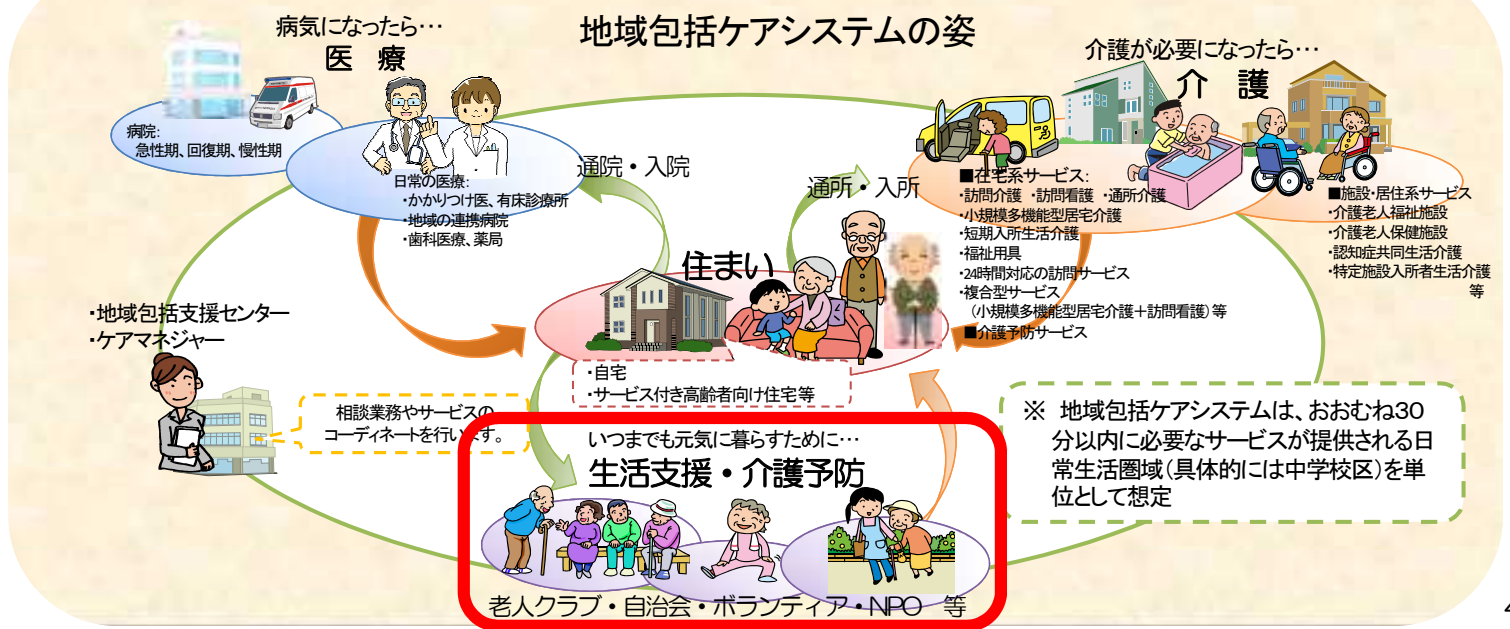 地域包括ケアシステムの姿
病気になったら…
医 療
病院:
急性期、回復期、慢性期
日常の医療:
・かかりつけ医、有床診療所
・地域の連携病院
・歯科医療、薬局
通院・入院
通所・入所
介護が必要になったら…
介 護
■在宅系サービス:
・訪問介護 ・訪問看護 ・通所介護
・小規模多機能型居宅介護
・短期入所生活介護
・福祉用具
・24時間対応の訪問サービス
・複合型サービス
(小規模多機能型居宅介護+訪問看護)等
■介護予防サービス
■施設・居住系サービス
・介護老人福祉施設
・介護老人保健施設
・認知症共同生活介護
・特定施設入所者生活介護
等
住まい
・自宅
・サービス付き高齢者向け住宅等
・地域包括支援センター
・ケアマネジャー
相談業務やサービスの
コーディネートを行います。
いつまでも元気に暮らすために…
生活支援・介護予防
老人クラブ・自治会・ボランティア・NPO 等
※ 地域包括ケアシステムは、おおむね30
分以内に必要なサービスが提供される日
常生活圏域(具体的には中学校区)を単
位として想定